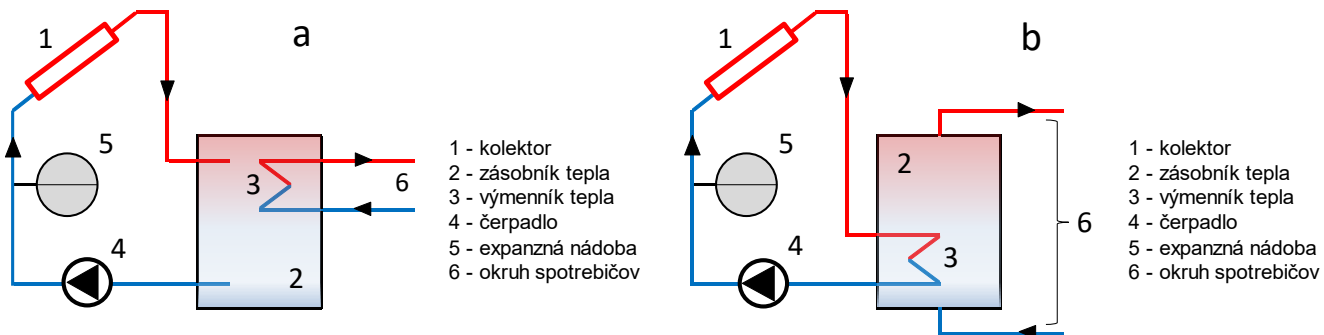 a
1
5
4
3
6
2
1 - kolektor
2 - zásobník tepla
3 - výmenník tepla
4 - čerpadlo
5 - expanzná nádoba
6 - okruh spotrebičov
b
1
5
4
2
3
6
1 - kolektor
2 - zásobník tepla
3 - výmenník tepla
4 - čerpadlo
5 - expanzná nádoba
6 - okruh spotrebičov